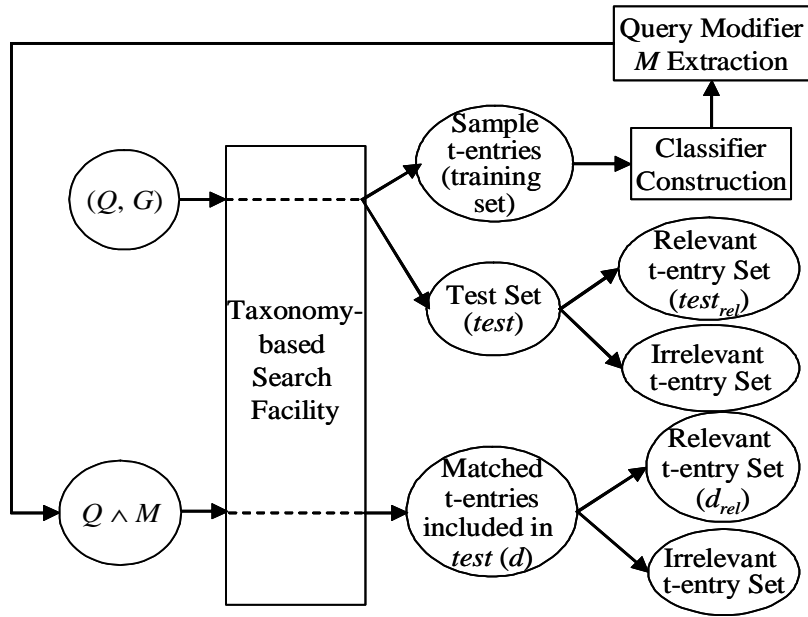 Query Modifier
M Extraction
Sample
t-entries
(training
set)
Classifier
Construction
(Q, G)
Taxonomy-
based
Search
Facility
Test Set
(test)
Relevant
t-entry Set
(test_rel)
Irrelevant
t-entry Set
Q ∧ M
Matched
t-entries
included in
test (d)
Relevant
t-entry Set
(d_rel)
Irrelevant
t-entry Set